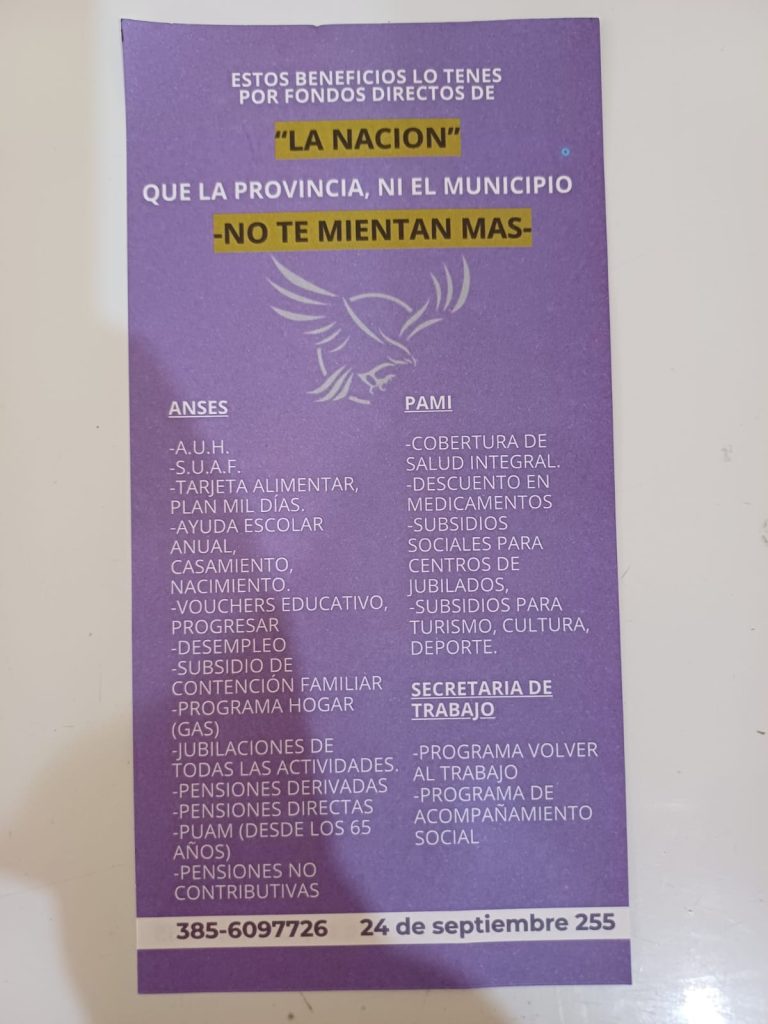 ESTOS BENEFICIOS LO TENES
POR FONDOS DIRECTOS DE
“LA NACION”
QUE LA PROVINCIA, NI EL MUNICIPIO
-NO TE MIENTAN MAS-
ANSES
-A.U.H.
-S.U.A.F.
-TARJETA ALIMENTAR,
PLAN MIL DÍAS.
-AYUDA ESCOLAR
ANUAL,
CASAMIENTO,
NACIMIENTO.
-VOUCHERS EDUCATIVO,
PROGRESAR
-DESEMPLEO
-SUBSIDIO DE
CONTENCIÓN FAMILIAR
-PROGRAMA HOGAR
(GAS)
-JUBILACIONES DE
TODAS LAS ACTIVIDADES.
-PENSIONES DERIVADAS
-PENSIONES DIRECTAS
-PUAM (DESDE LOS 65
AÑOS)
-PENSIONES NO
CONTRIBUTIVAS
PAMI
-COBERTURA DE
SALUD INTEGRAL.
-DESCUENTO EN
MEDICAMENTOS
-SUBSIDIOS
SOCIALES PARA
CENTROS DE
JUBILADOS,
-SUBSIDIOS PARA
TURISMO, CULTURA,
DEPORTE.
SECRETARIA DE
TRABAJO
-PROGRAMA VOLVER
AL TRABAJO
-PROGRAMA DE
ACOMPAÑAMIENTO
SOCIAL
385-6097726 24 de septiembre 255